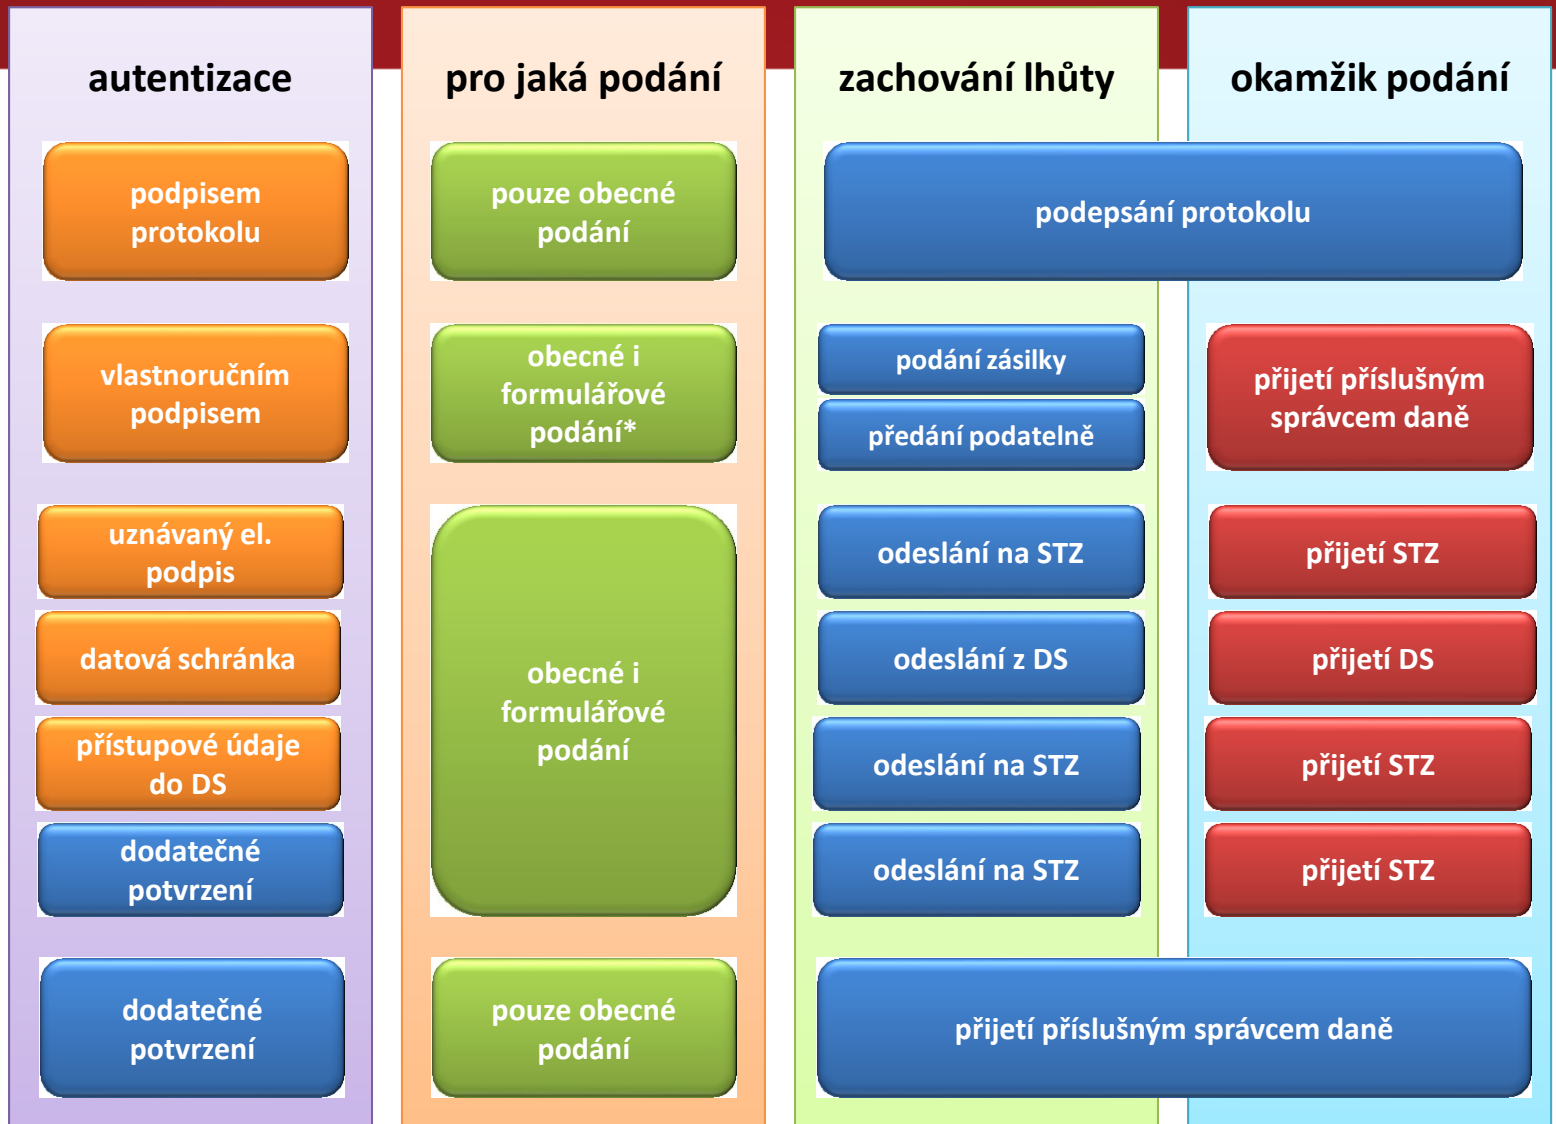 autentizace
pro jaká podání
zachování lhůty
okamžik podání
podpisem
protokolu
pouze obecné
podání
podepsání protokolu
vlastnoručním
podpisem
obecné i
formulářové
podání*
podání zásilky
předání podatelně
přijetí příslušným
správcem daně
uznávaný el.
podpis
datová schránka
přístupové údaje
do DS
dodatečné
potvrzení
obecné i
formulářové
podání
odeslání na STZ
přijetí STZ
odeslání z DS
přijetí DS
odeslání na STZ
přijetí STZ
odeslání na STZ
přijetí STZ
dodatečné
potvrzení
pouze obecné
podání
přijetí příslušným správcem daně